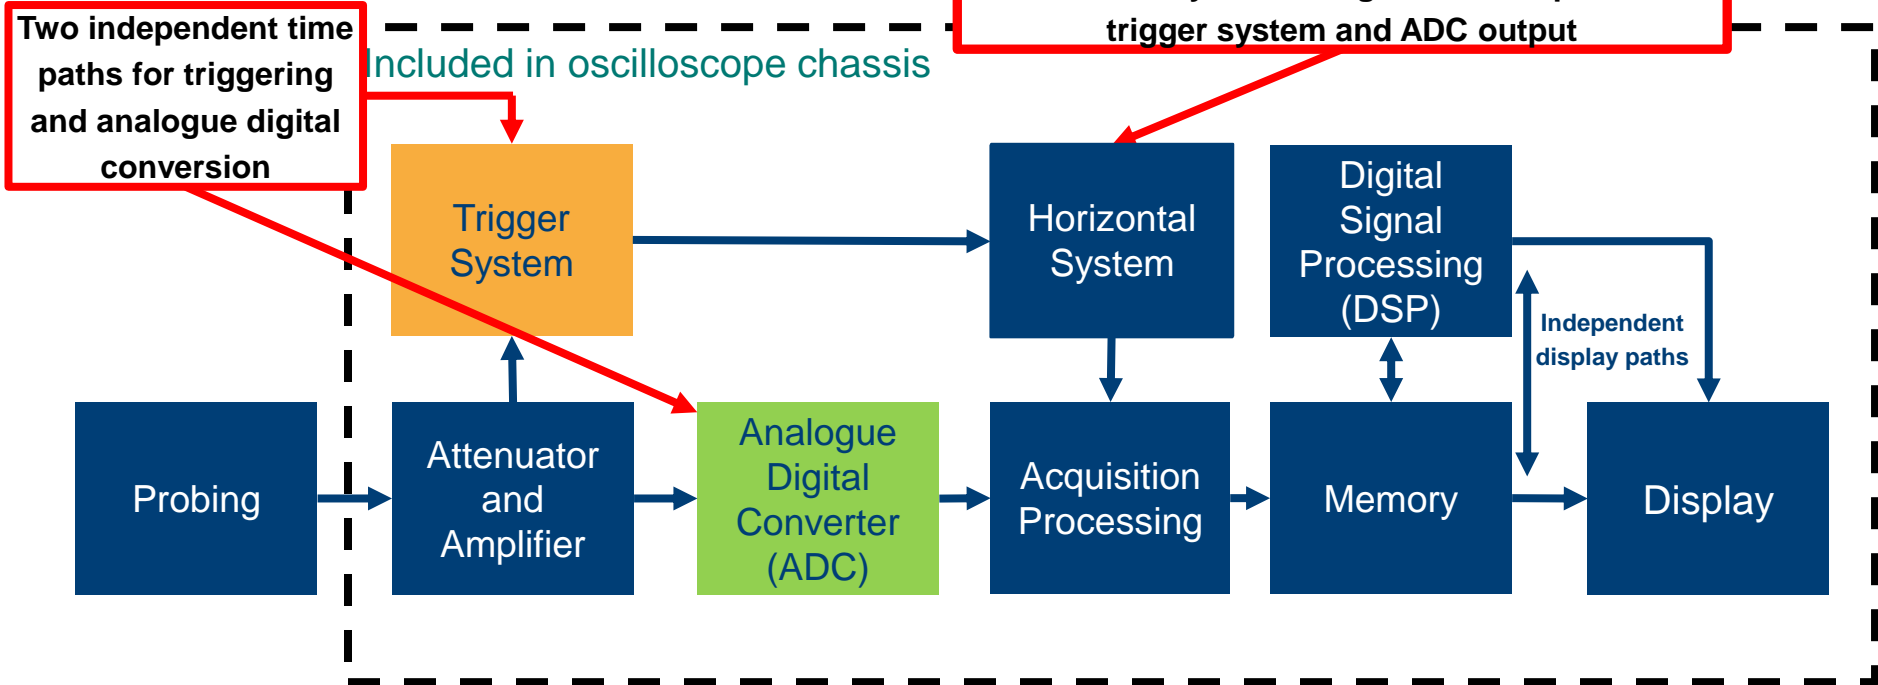 Two independent time
paths for triggering
and analogue digital
conversion
trigger system and ADC output
Included in oscilloscope chassis
Trigger
System
Horizontal
System
Digital
Signal
Processing
(DSP)
Independent
display paths
Probing
Attenuator
and
Amplifier
Analogue
Digital
Converter
(ADC)
Acquisition
Processing
Memory
Display